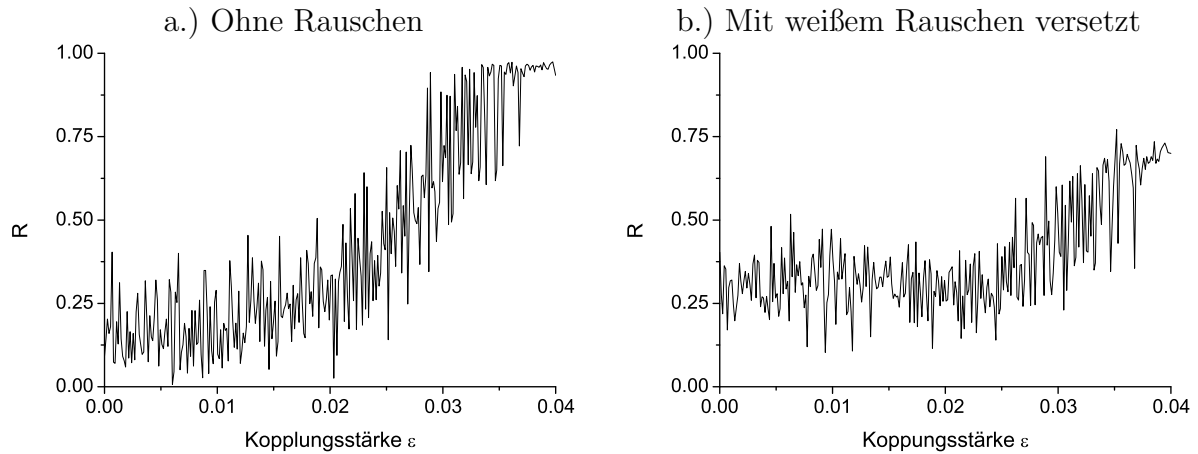 a.) Ohne Rauschen
1.00
0.75
0.50
0.25
0.00
R
0.00 0.01 0.02 0.03 0.04
Kopplungsstärke ε
b.) Mit weißem Rauschen versetzt
1.00
0.75
0.50
0.25
0.00
R
0.00 0.01 0.02 0.03 0.04
Koppungsstärke ε